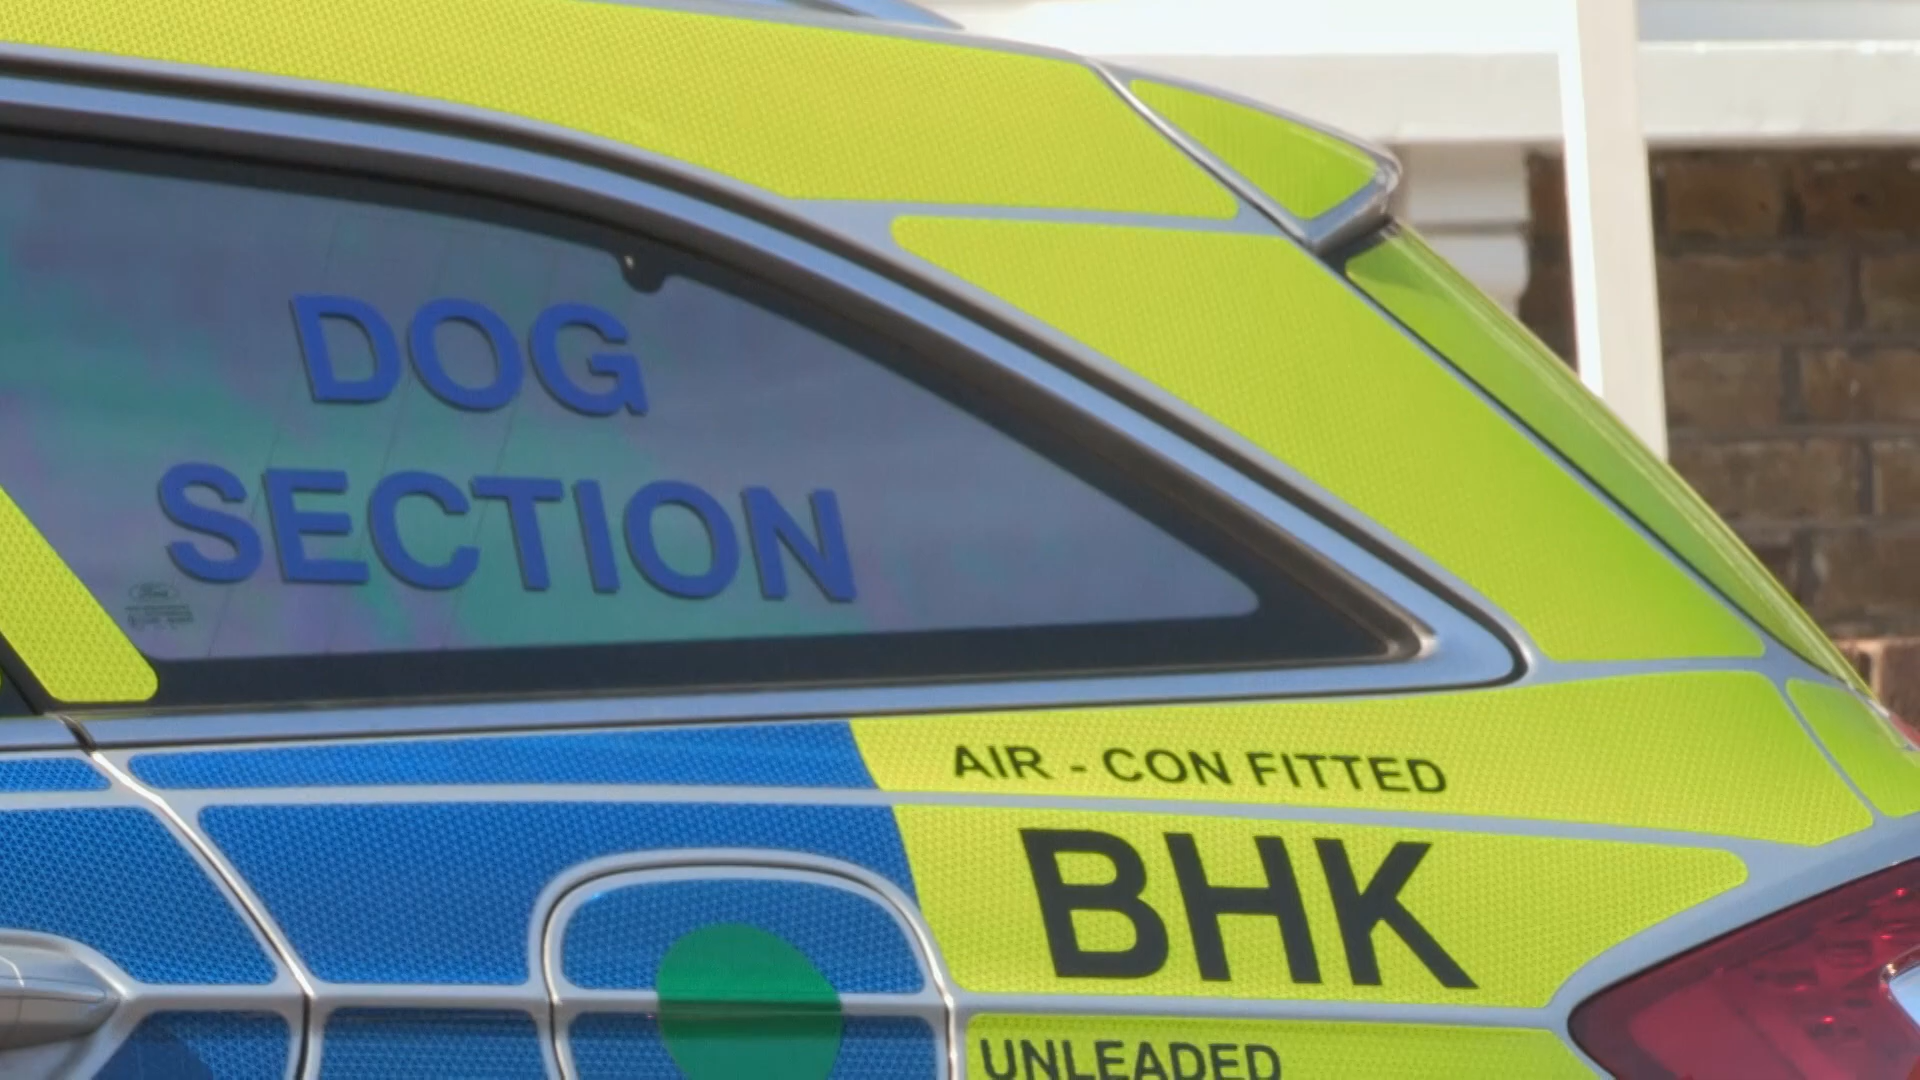 DOG
SECTION
AIR - CON FITTED
BHK
UNLEADED